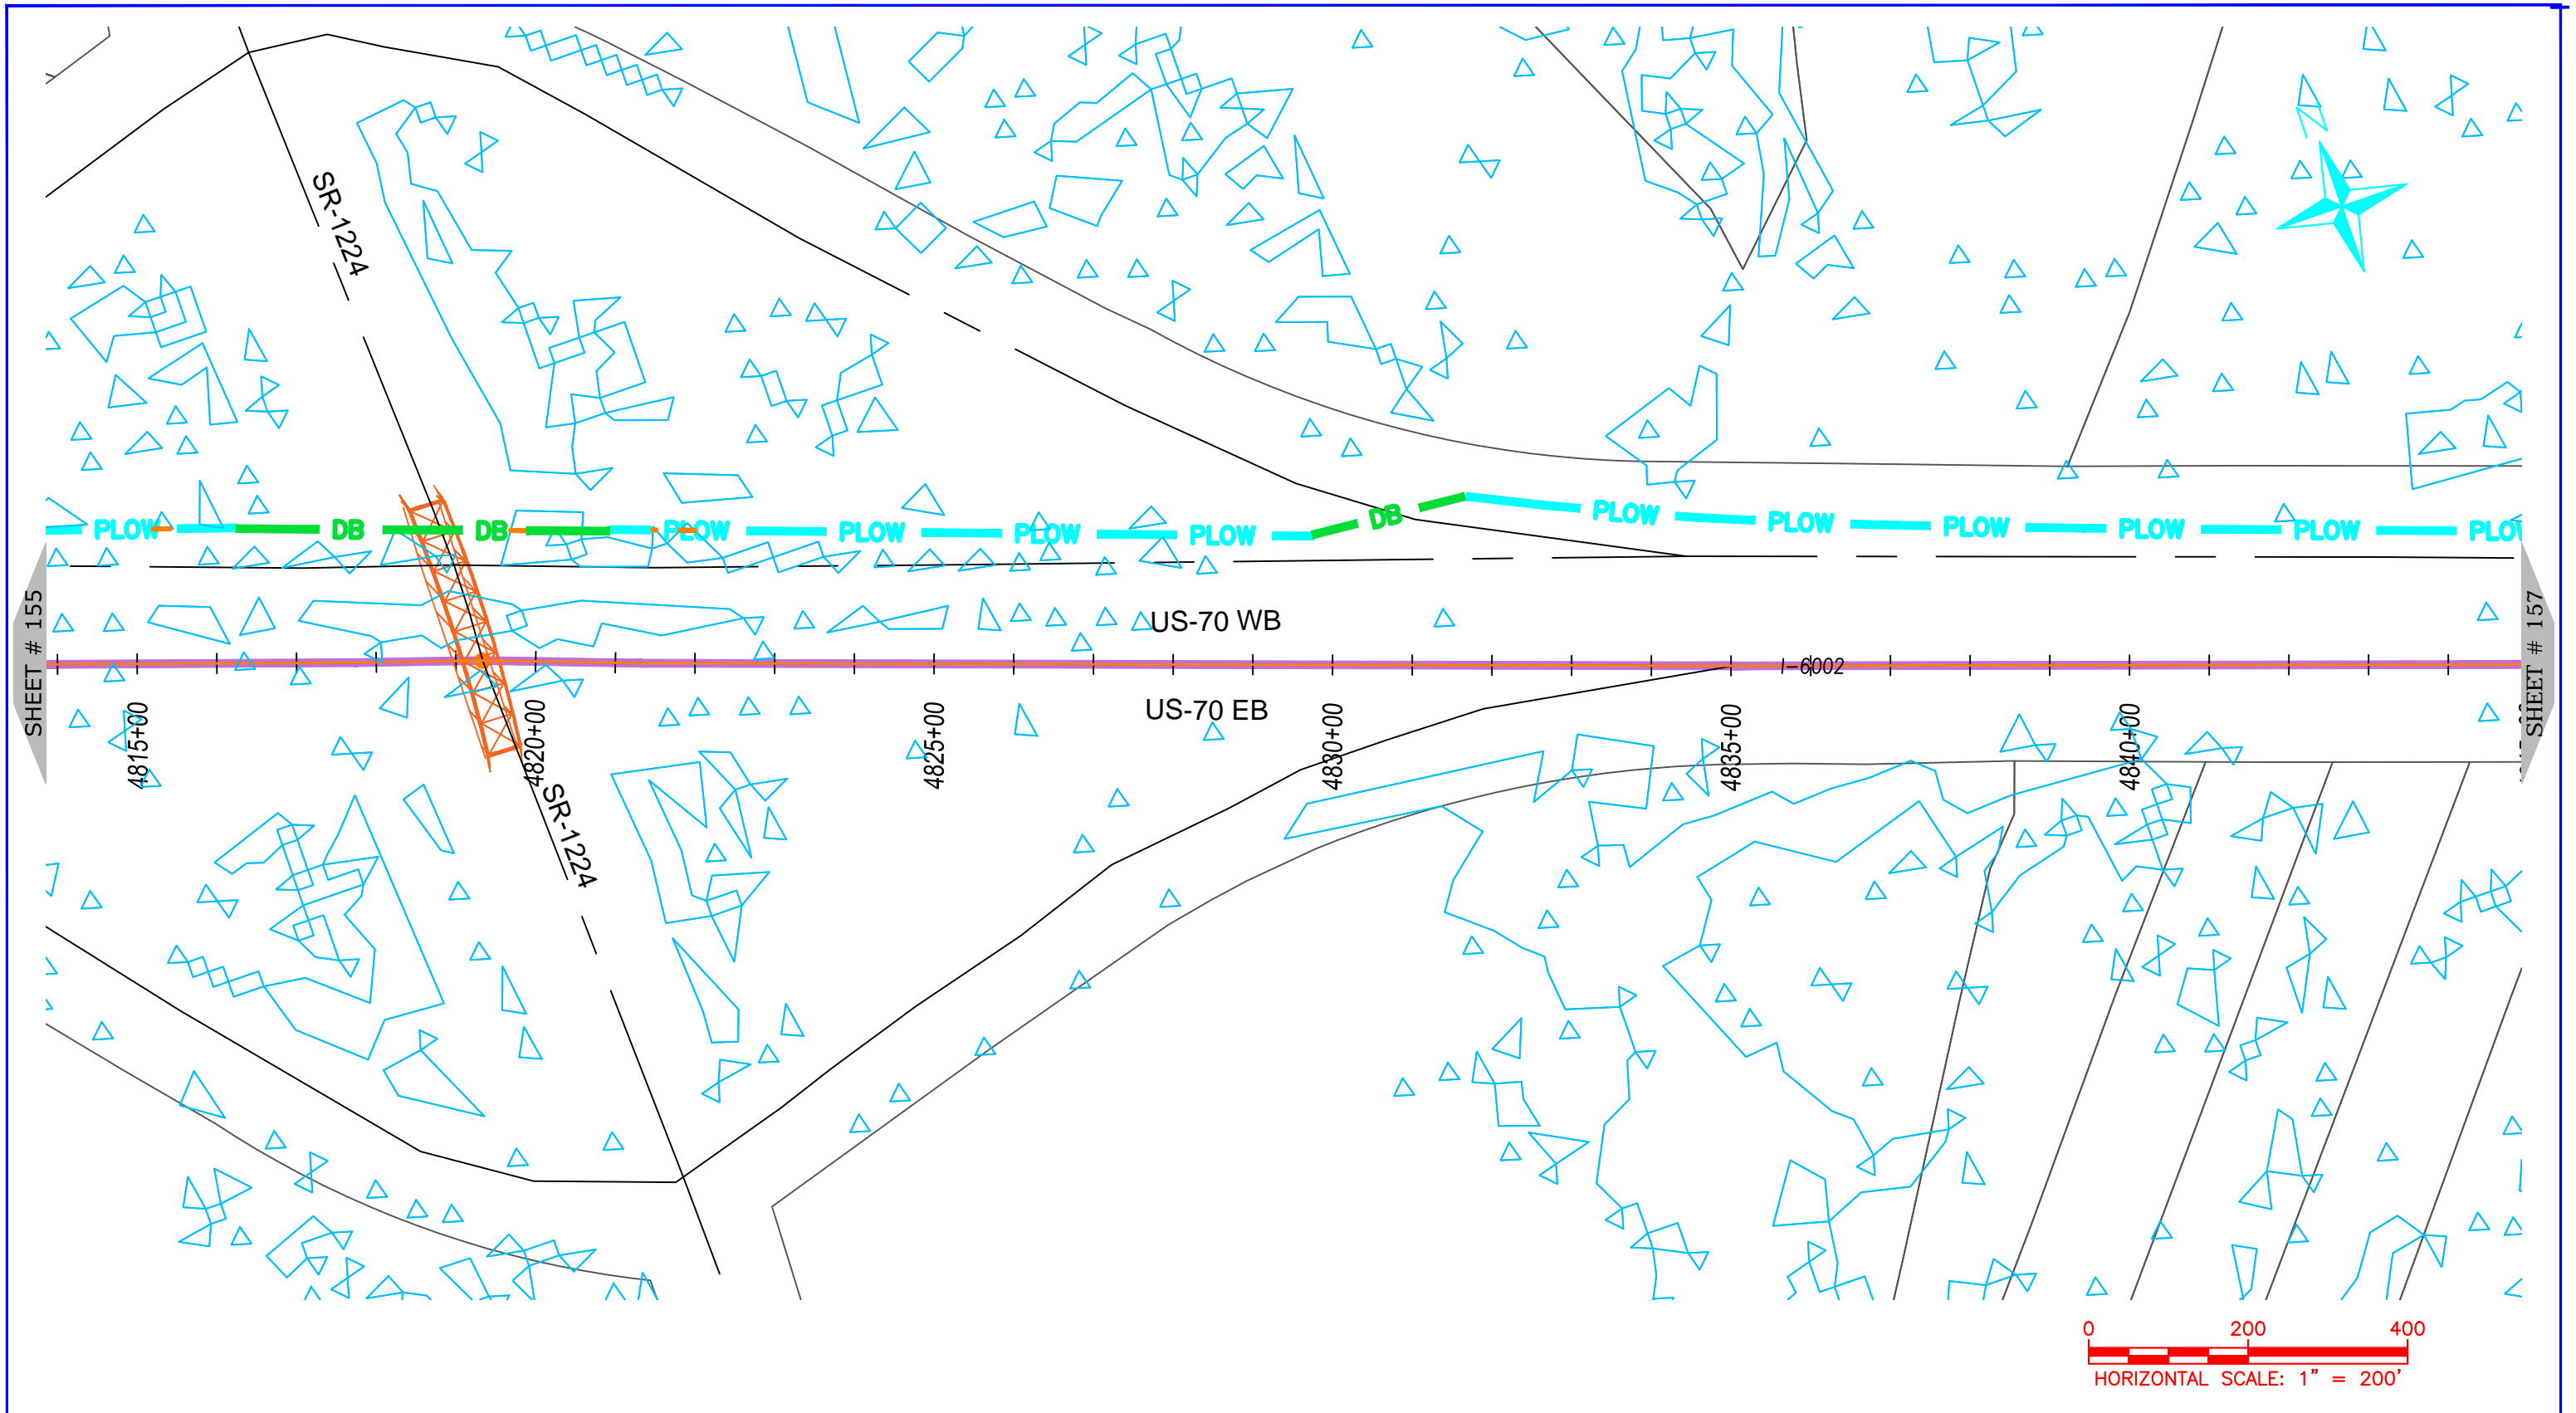 SR-1224
PLOW DB DB PLOW PLOW PLOW PLOW DB PLOW PLOW PLOW PLOW PLOW
SHEET # 155
US-70 WB
SHEET # 157
I-6002
US-70 EB
4815+00 4820+00 4825+00 4830+00 4835+00 4840+00
SR-1224
0 200 400
HORIZONTAL SCALE: 1" = 200'